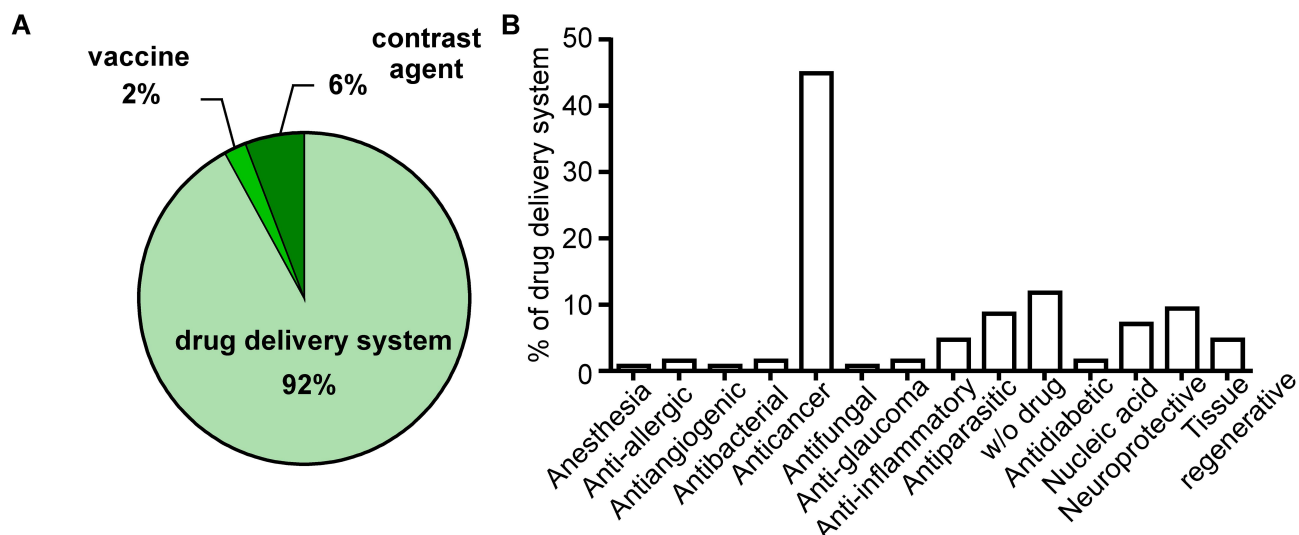 A
vaccine
2%
contrast
agent
6%
drug delivery system
92%
B
% of drug delivery system
50
40
30
20
10
0
Anesthesia
Anti-allergic
Antiangiogenic
Antibacterial
Anticancer
Antifungal
Anti-glaucoma
Anti-inflammatory
Antiparasitic
w/o drug
Antidiabetic
Nucleic acid
Neuroprotective
Tissue
regenerative